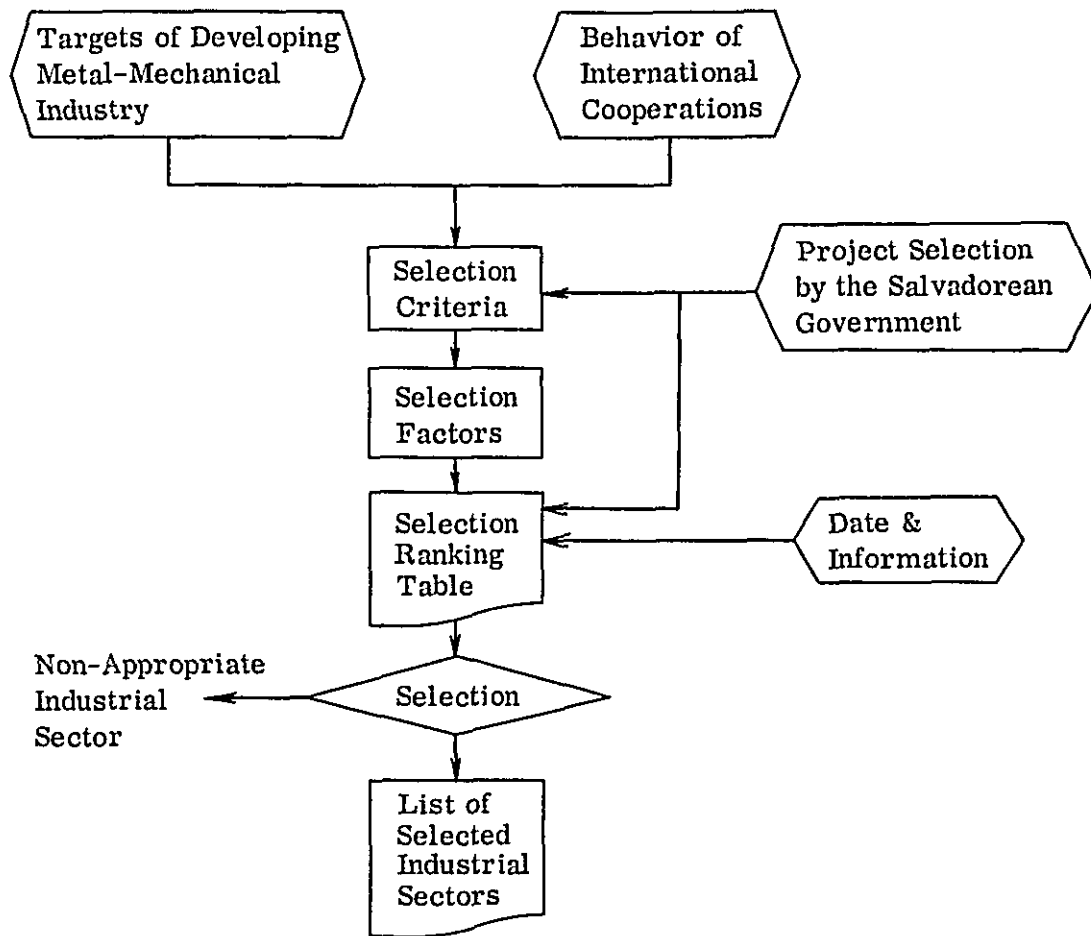 Targets of Developing
Metal-Mechanical
Industry
Behavior of
International
Cooperations
Selection
Criteria
Project Selection
by the Salvadorean
Government
Selection
Factors
Selection
Ranking
Table
Date &
Information
Non-Appropriate
Industrial
Sector
Selection
List of
Selected
Industrial
Sectors